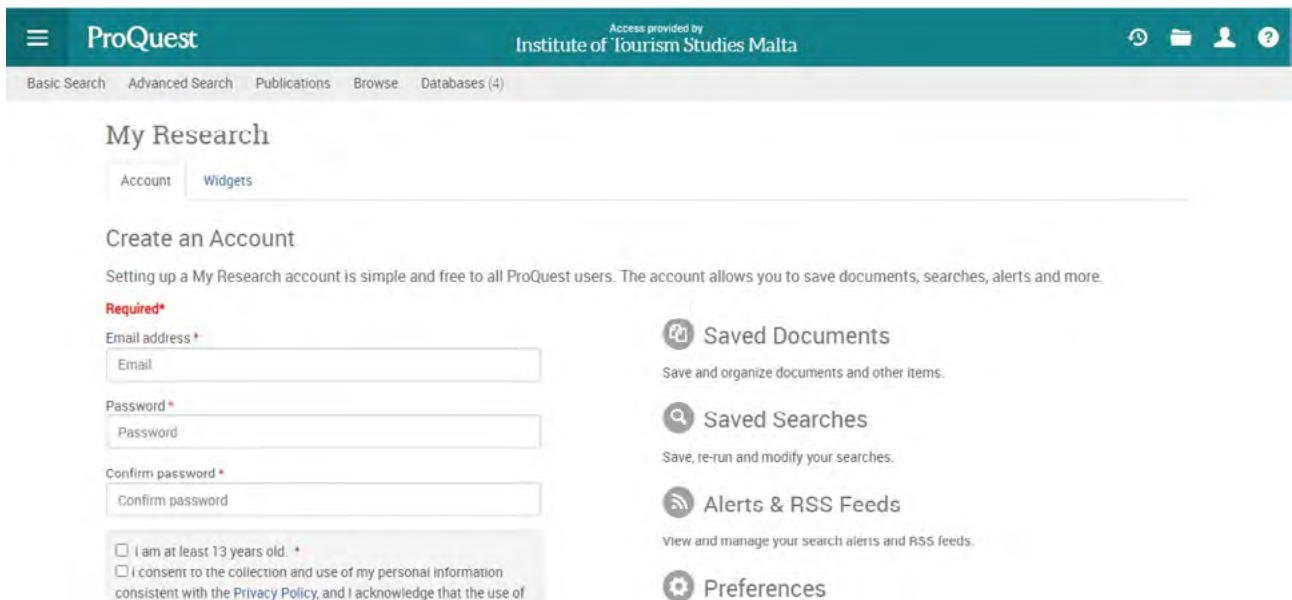 ProQuest
Access provided by
Institute of Tourism Studies Malta
Basic Search Advanced Search Publications Browse Databases (4)
My Research
Account Widgets
Create an Account
Setting up a My Research account is simple and free to all ProQuest users. The account allows you to save documents, searches, alerts and more.
Required*
Email address *
Email
Password *
Password
Confirm password *
Confirm password
I am at least 13 years old. *
I consent to the collection and use of my personal information
consistent with the Privacy Policy, and I acknowledge that the use of
Saved Documents
Save and organize documents and other items.
Saved Searches
Save, re-run and modify your searches.
Alerts & RSS Feeds
View and manage your search alerts and RSS feeds.
Preferences